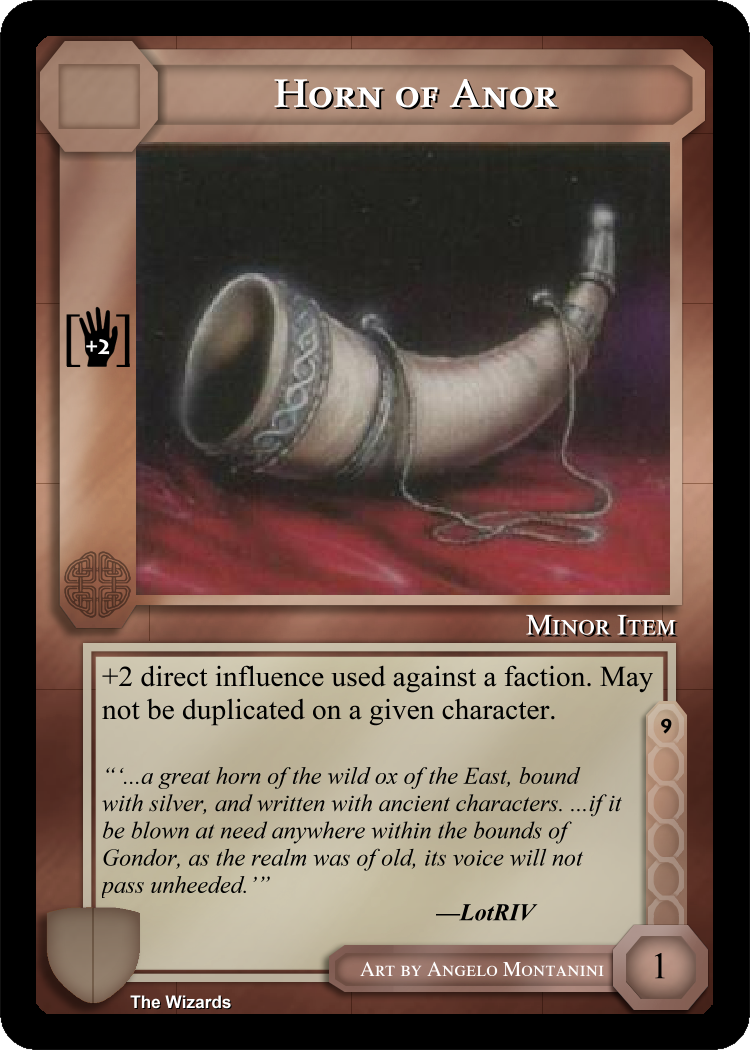 Horn of Anor
[+2]
Minor Item
+2 direct influence used against a faction. May
not be duplicated on a given character.
9
“‘...a great horn of the wild ox of the East, bound
with silver, and written with ancient characters. ...if it
be blown at need anywhere within the bounds of
Gondor, as the realm was of old, its voice will not
pass unheeded.’”
—LotRIV
Art by Angelo Montanini
1
The Wizards